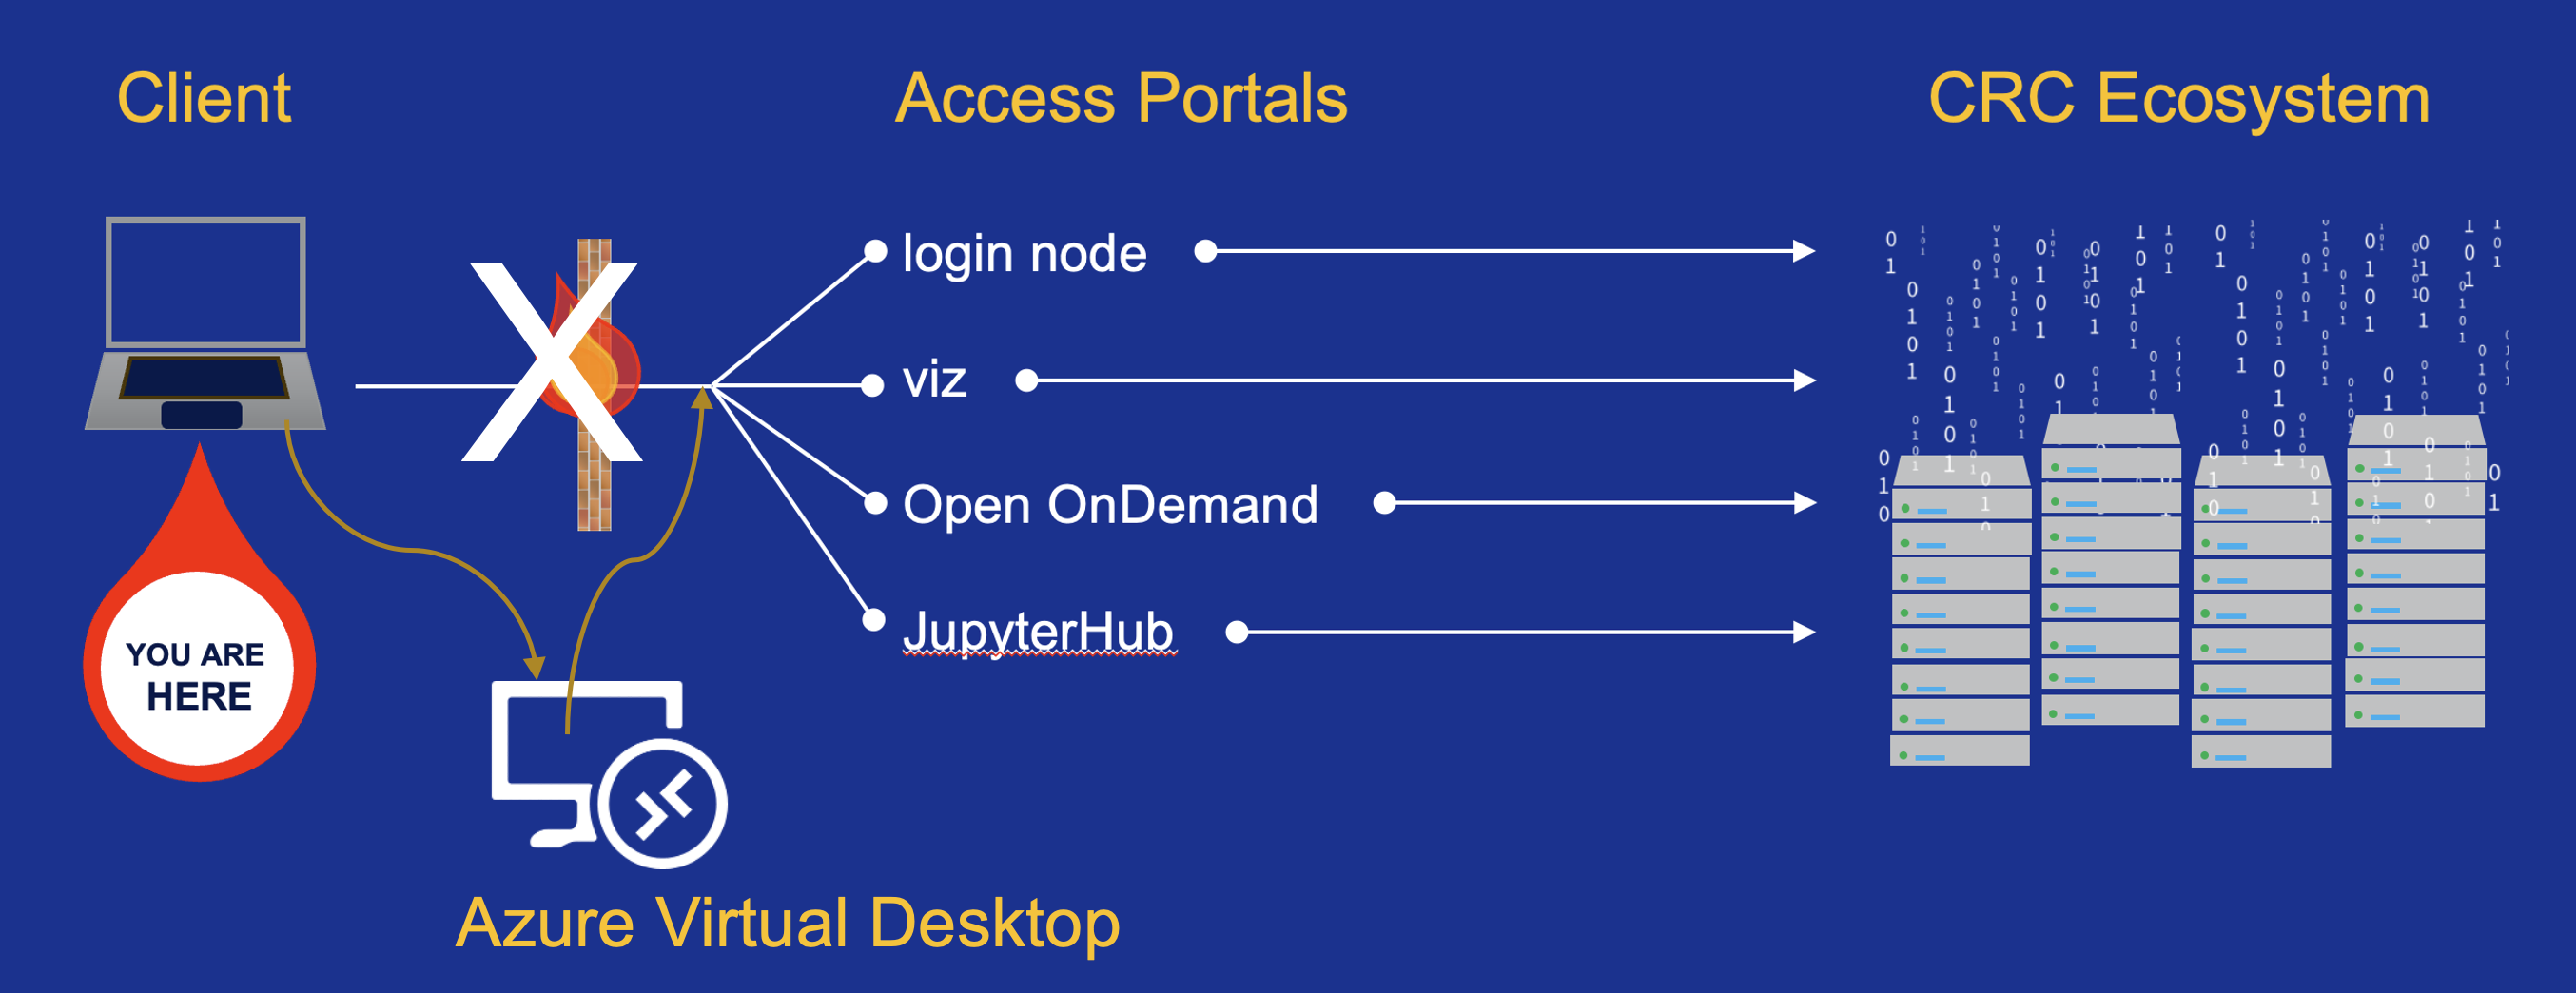 Client
Access Portals
CRC Ecosystem
login node
viz
Open OnDemand
JupyterHub
YOU ARE
HERE
Azure Virtual Desktop